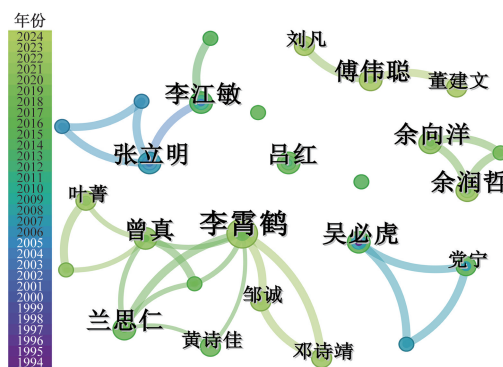 年份
2024
2023
2022
2021
2020
2019
2018
2017
2016
2015
2014
2013
2012
2011
2010
2009
2008
2007
2006
2005
2004
2003
2002
2001
2000
1999
1998
1997
1996
1995
1994
刘凡
傅伟聪
董建文
李江敏
张立明
吕红
余向洋
余润哲
叶菁
曾真
李霄鹤
吴必虎
党宁
邹诚
兰思仁
黄诗佳
邓诗靖